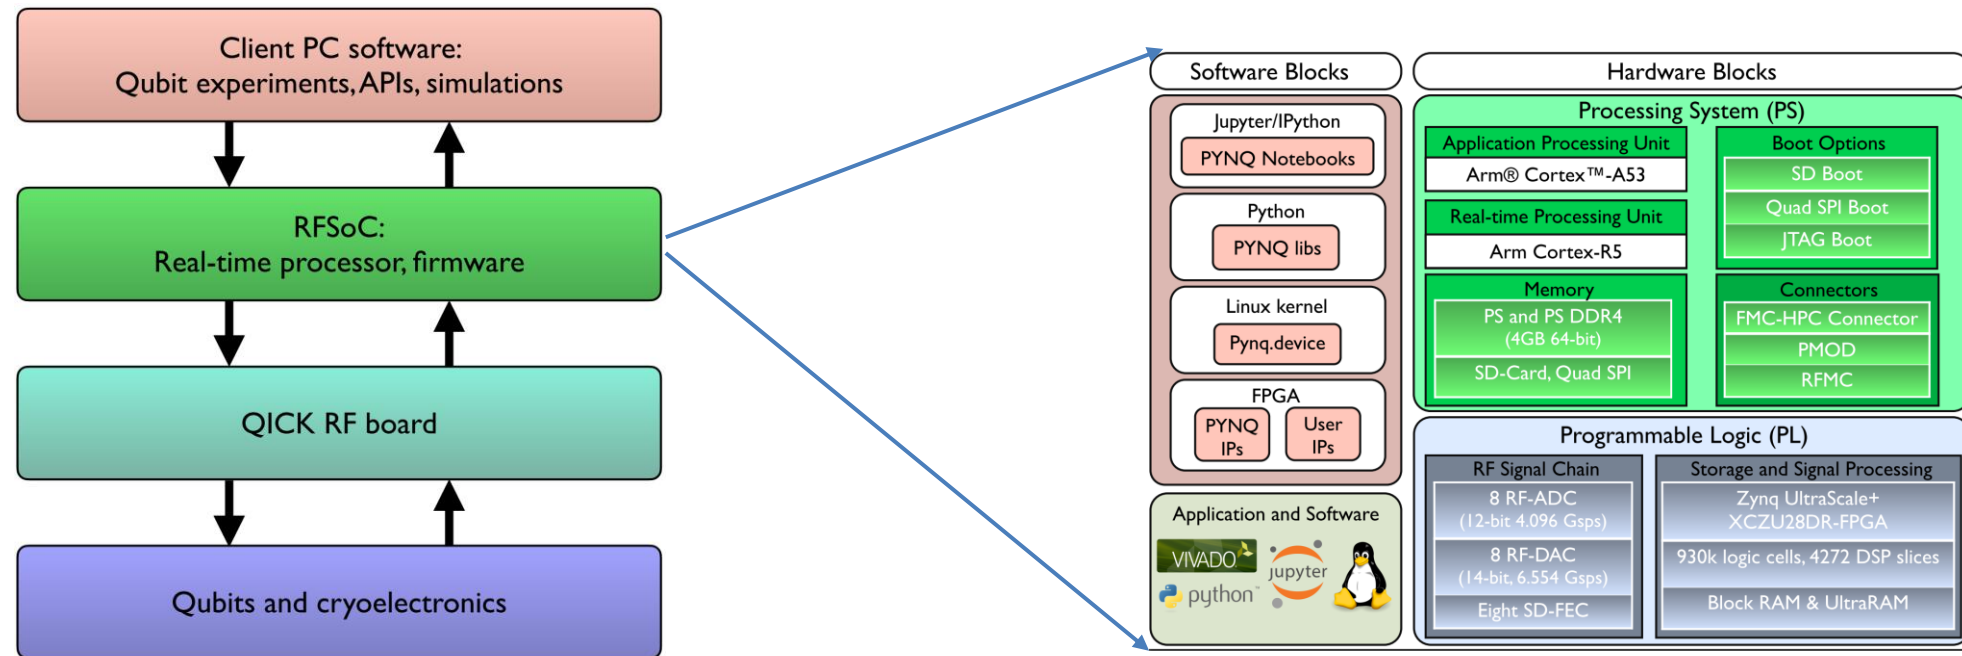 Client PC software:
Qubit experiments, APIs, simulations
RFSoC:
Real-time processor, firmware
QICK RF board
Qubits and cryoelectronics
Software Blocks
Jupyter/IPython
PYNQ Notebooks
Python
PYNQ libs
Linux kernel
Pynq.device
FPGA
PYNQ
IPs
User
IPs
Application and Software
VIVADO
python™
jupyter
Hardware Blocks
Processing System (PS)
Application Processing Unit
Arm® Cortex™-A53
Real-time Processing Unit
Arm Cortex-R5
Memory
PS and PS DDR4
(4GB 64-bit)
SD-Card, Quad SPI
Boot Options
SD Boot
Quad SPI Boot
JTAG Boot
Connectors
FMC-HPC Connector
PMOD
RFMC
Programmable Logic (PL)
RF Signal Chain
8 RF-ADC
(12-bit 4.096 Gsps)
8 RF-DAC
(14-bit, 6.554 Gsps)
Eight SD-FEC
Storage and Signal Processing
Zynq UltraScale+
XCZU28DR-FPGA
930k logic cells, 4272 DSP slices
Block RAM & UltraRAM